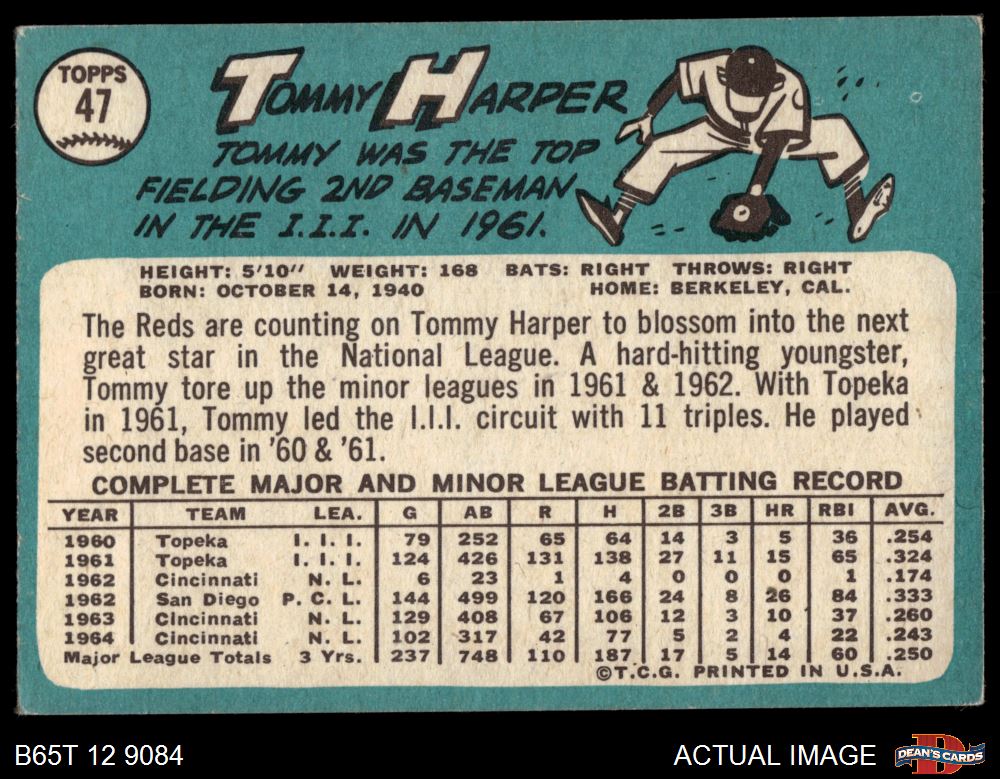 TOPPS
47
TOMMY HARPER
TOMMY WAS THE TOP
FIELDING 2ND BASEMAN
IN THE I.I.I. IN 1961.
HEIGHT: 5'10" WEIGHT: 168 BATS: RIGHT THROWS: RIGHT
BORN: OCTOBER 14, 1940 HOME: BERKELEY, CAL.
The Reds are counting on Tommy Harper to blossom into the next
great star in the National League. A hard-hitting youngster,
Tommy tore up the minor leagues in 1961 & 1962. With Topeka
in 1961, Tommy led the I.I.I. circuit with 11 triples. He played
second base in '60 & '61.
COMPLETE MAJOR AND MINOR LEAGUE BATTING RECORD
YEAR TEAM LEA. G AB R H 2B 3B HR RBI AVG.
1960 Topeka I. I. I. 79 252 65 64 14 3 5 36 .254
1961 Topeka I. I. I. 124 426 131 138 27 11 15 65 .324
1962 Cincinnati N. L. 6 23 1 4 0 0 0 1 .174
1962 San Diego P. C. L. 144 499 120 166 24 8 26 84 .333
1963 Cincinnati N. L. 129 408 67 106 12 3 10 37 .260
1964 Cincinnati N. L. 102 317 42 77 5 2 4 22 .243
Major League Totals 3 Yrs. 237 748 110 187 17 5 14 60 .250
©T.C.G. PRINTED IN U.S.A.
B65T 12 9084
ACTUAL IMAGE
DEAN'S CARDS